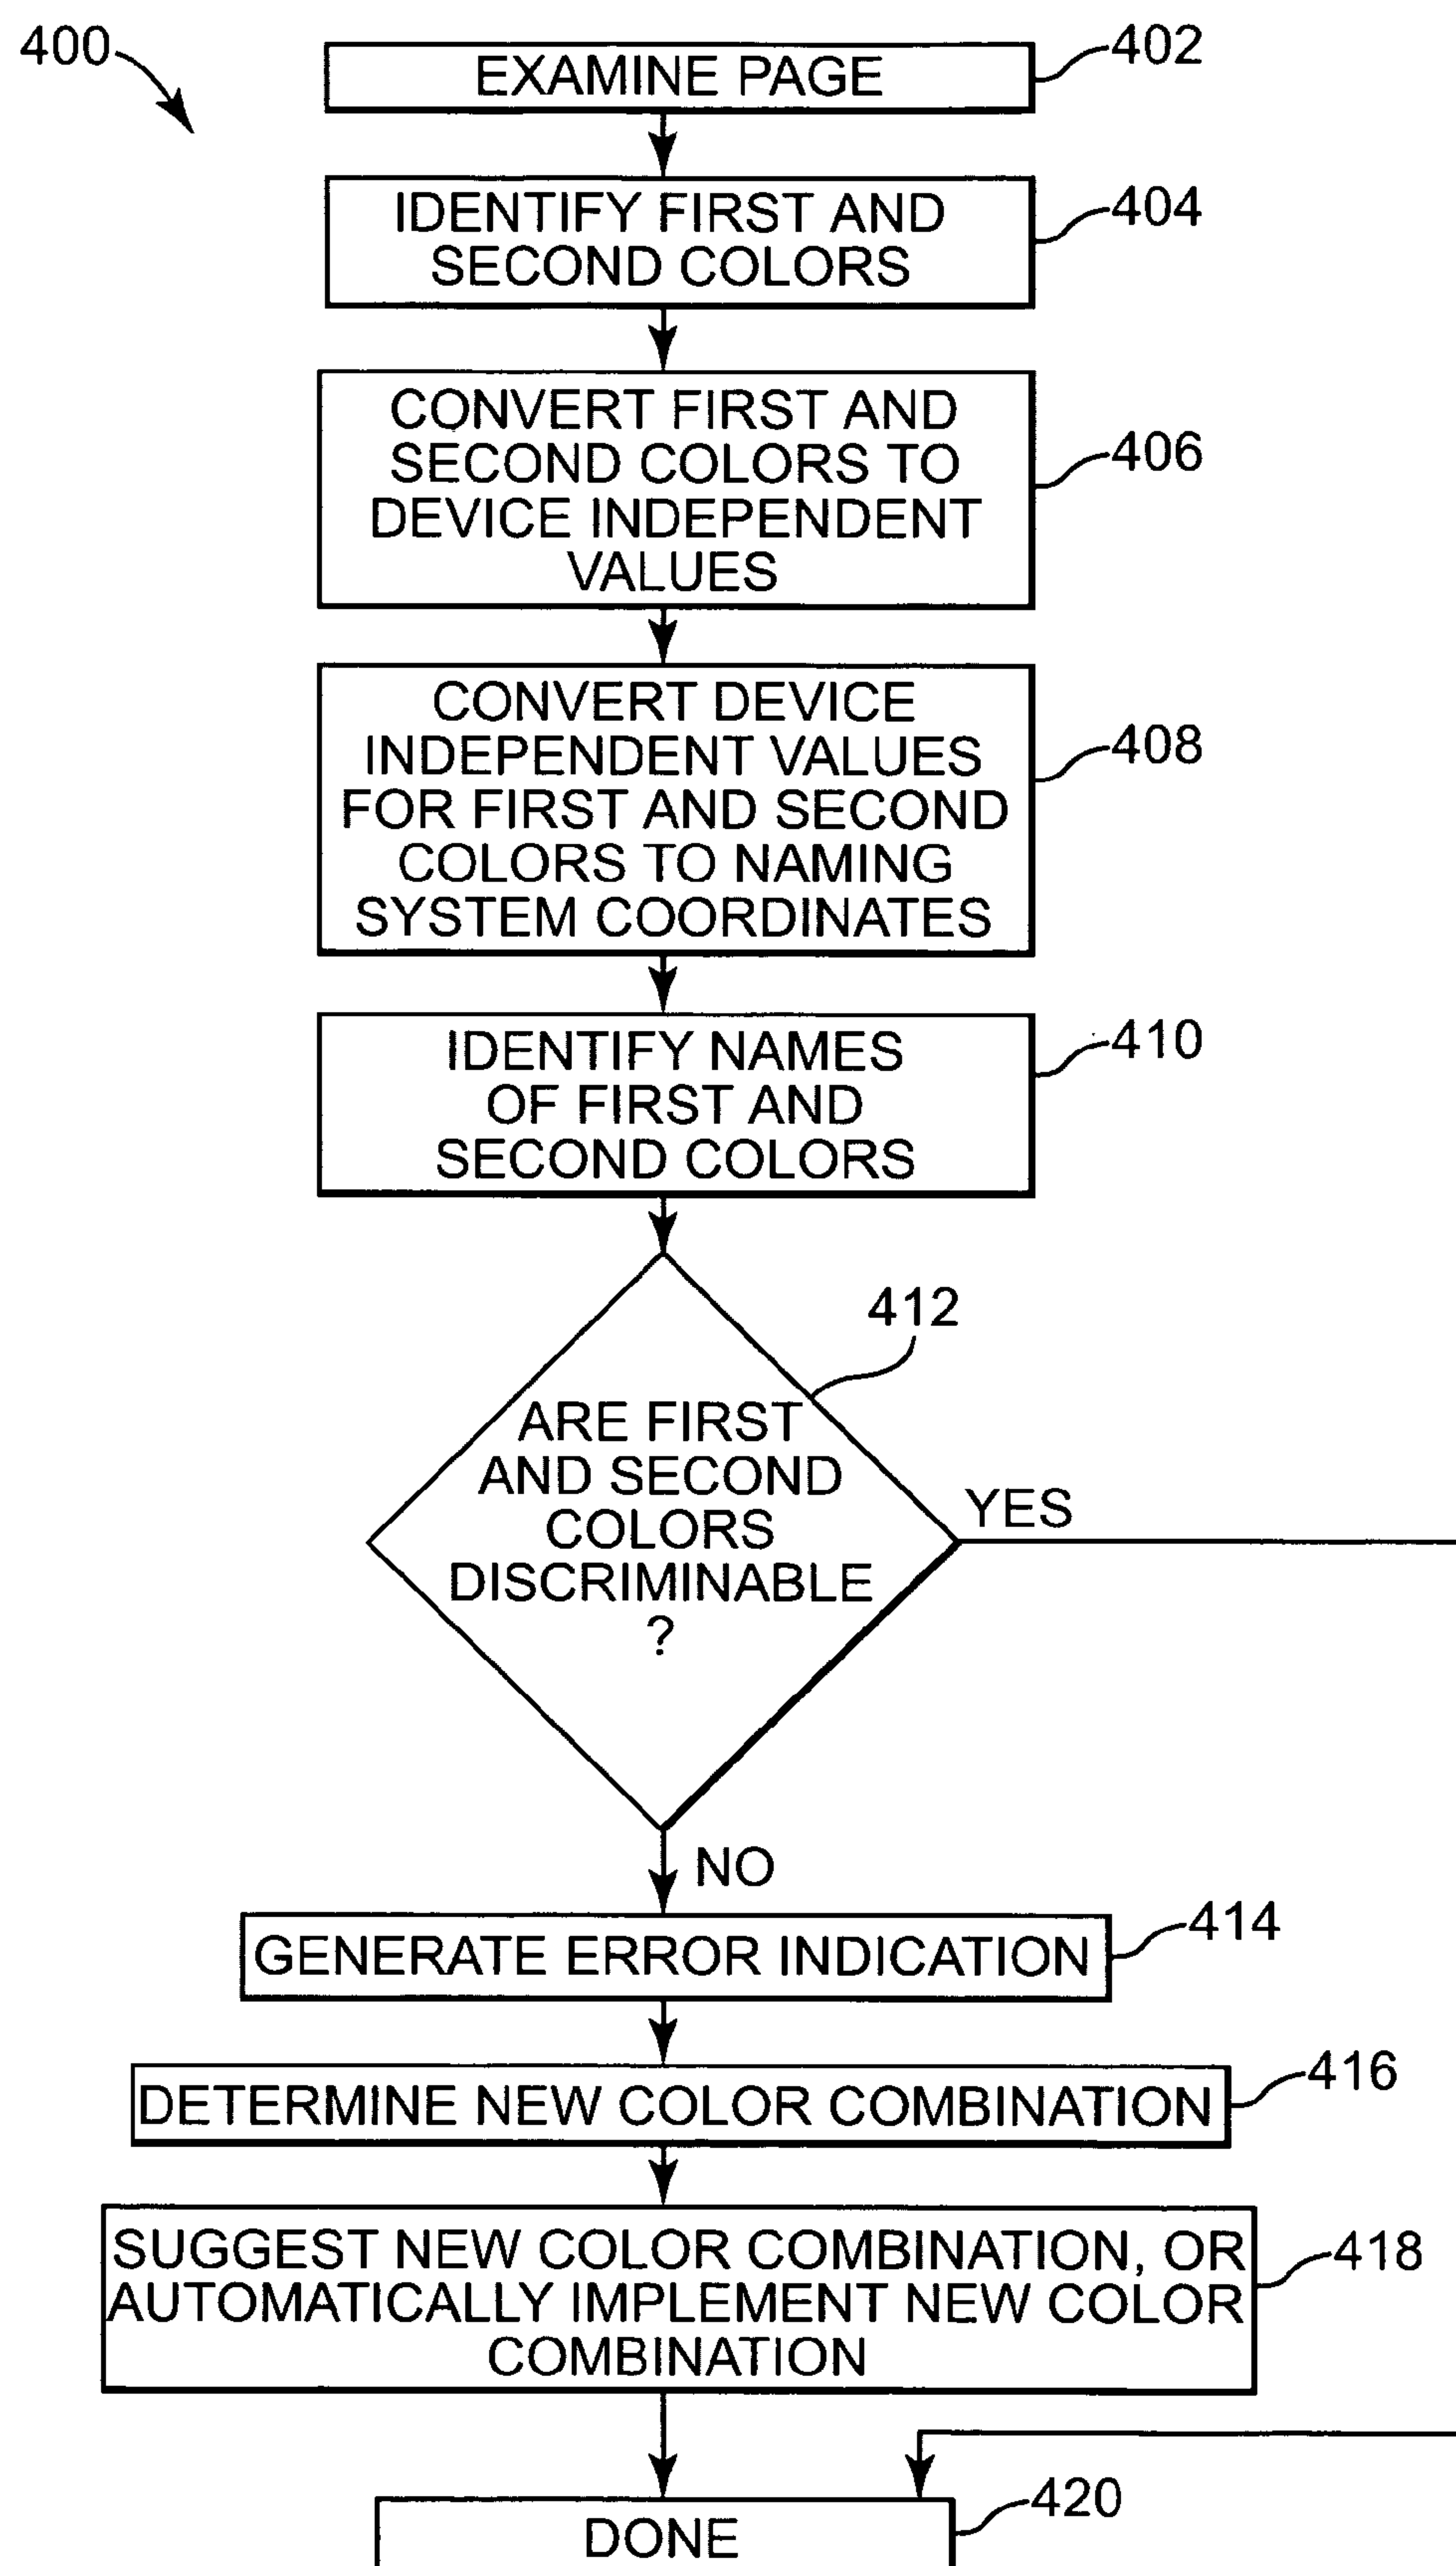 400
EXAMINE PAGE
402
IDENTIFY FIRST AND
SECOND COLORS
404
CONVERT FIRST AND
SECOND COLORS TO
DEVICE INDEPENDENT
VALUES
406
CONVERT DEVICE
INDEPENDENT VALUES
FOR FIRST AND SECOND
COLORS TO NAMING
SYSTEM COORDINATES
408
IDENTIFY NAMES
OF FIRST AND
SECOND COLORS
410
412
ARE FIRST
AND SECOND
COLORS
DISCRIMINABLE
?
YES
NO
GENERATE ERROR INDICATION
414
DETERMINE NEW COLOR COMBINATION
416
SUGGEST NEW COLOR COMBINATION, OR
AUTOMATICALLY IMPLEMENT NEW COLOR
COMBINATION
418
DONE
420